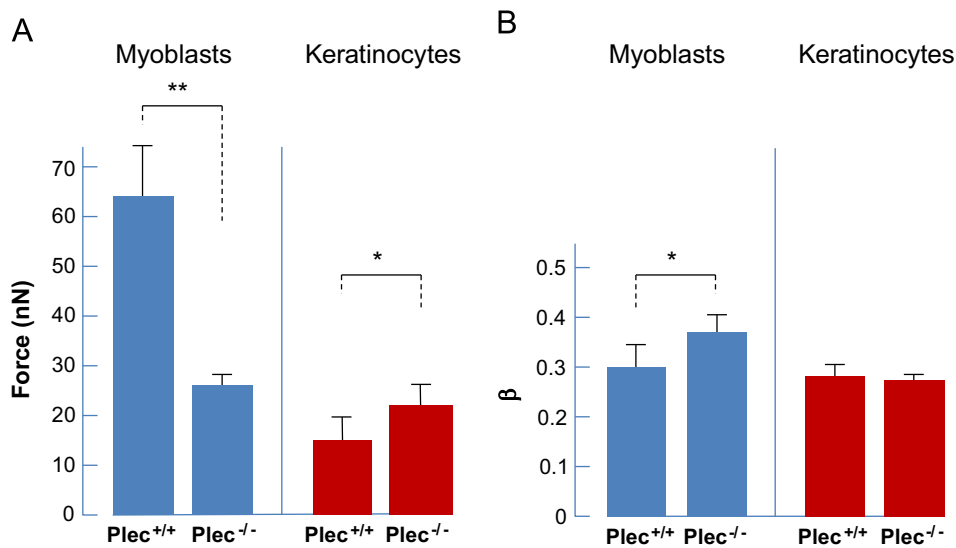 A
B
Myoblasts Keratinocytes
Myoblasts Keratinocytes
**
*
*
Force (nN)
70
60
50
40
30
20
10
0
β
0.5
0.4
0.3
0.2
0.1
0
Plec+/+ Plec-/- Plec+/+ Plec-/-
Plec+/+ Plec-/- Plec+/+ Plec-/-